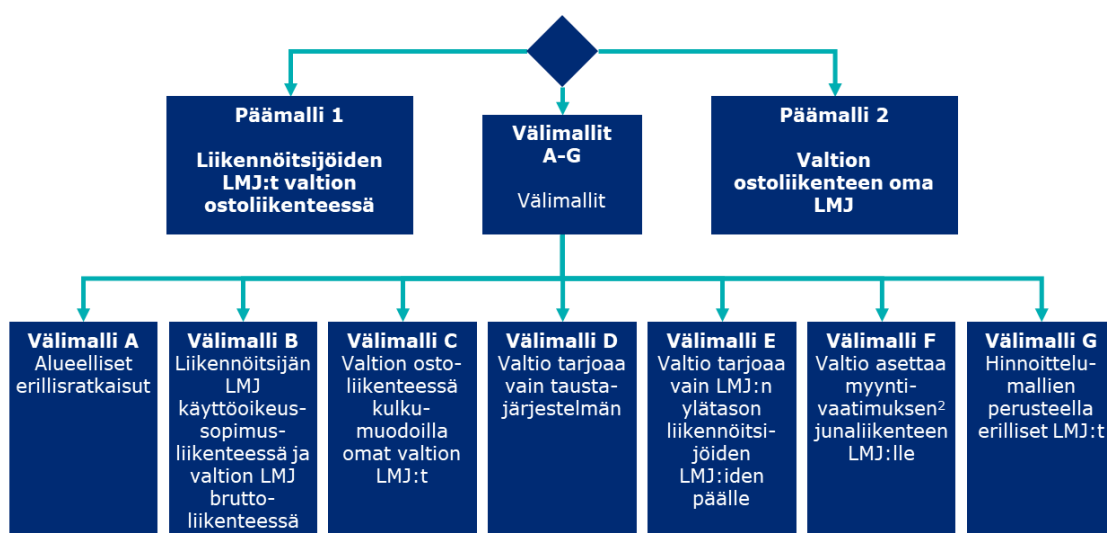 Päämalli 1
Liikennöitsijöiden
LMJ:t valtion
ostoliikenteessä
Välimallit
A-G
Välimallit
Päämalli 2
Valtion
ostoliikenteen oma
LMJ
Välimalli A
Alueelliset
erillisratkaisut
Välimalli B
Liikennöitsijän
LMJ
käyttöoikeus-
sopimus-
liikenteessä ja
valtion LMJ
brutto-
liikenteessä
Välimalli C
Valtion osto-
liikenteessä
kulku-
muodoilla
omat valtion
LMJ:t
Välimalli D
Valtio tarjoaa
vain tausta-
järjestelmän
Välimalli E
Valtio tarjoaa
vain LMJ:n
ylätason
liikennöitsi-
jöiden
LMJ:iden
päälle
Välimalli F
Valtio asettaa
myynti-
vaatimuksen²
junaliikenteen
LMJ:lle
Välimalli G
Hinnoittelu-
mallien
perusteella
erilliset LMJ:t